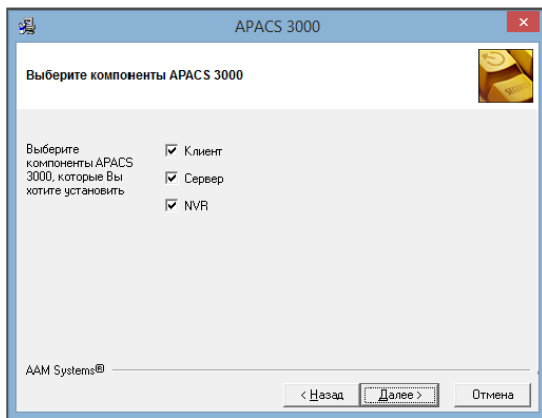 APACS 3000
Выберите компоненты APACS 3000
SECURITY
Выберите
компоненты APACS
3000, которые Вы
хотите установить
Клиент
Сервер
NVR
AAM Systems®
< Назад
Далее >
Отмена